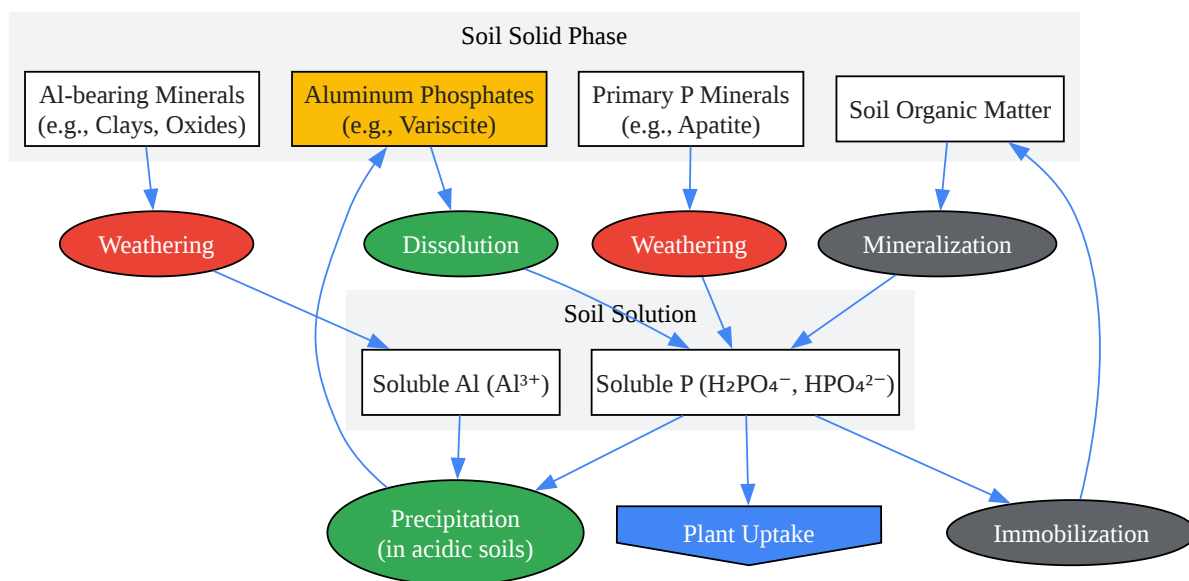 Soil Solid Phase
Al-bearing Minerals
(e.g., Clays, Oxides)
Aluminum Phosphates
(e.g., Variscite)
Primary P Minerals
(e.g., Apatite)
Soil Organic Matter
Weathering
Dissolution
Weathering
Mineralization
Soil Solution
Soluble Al (Al³⁺)
Soluble P (H₂PO₄⁻, HPO₄²⁻)
Precipitation
(in acidic soils)
Plant Uptake
Immobilization